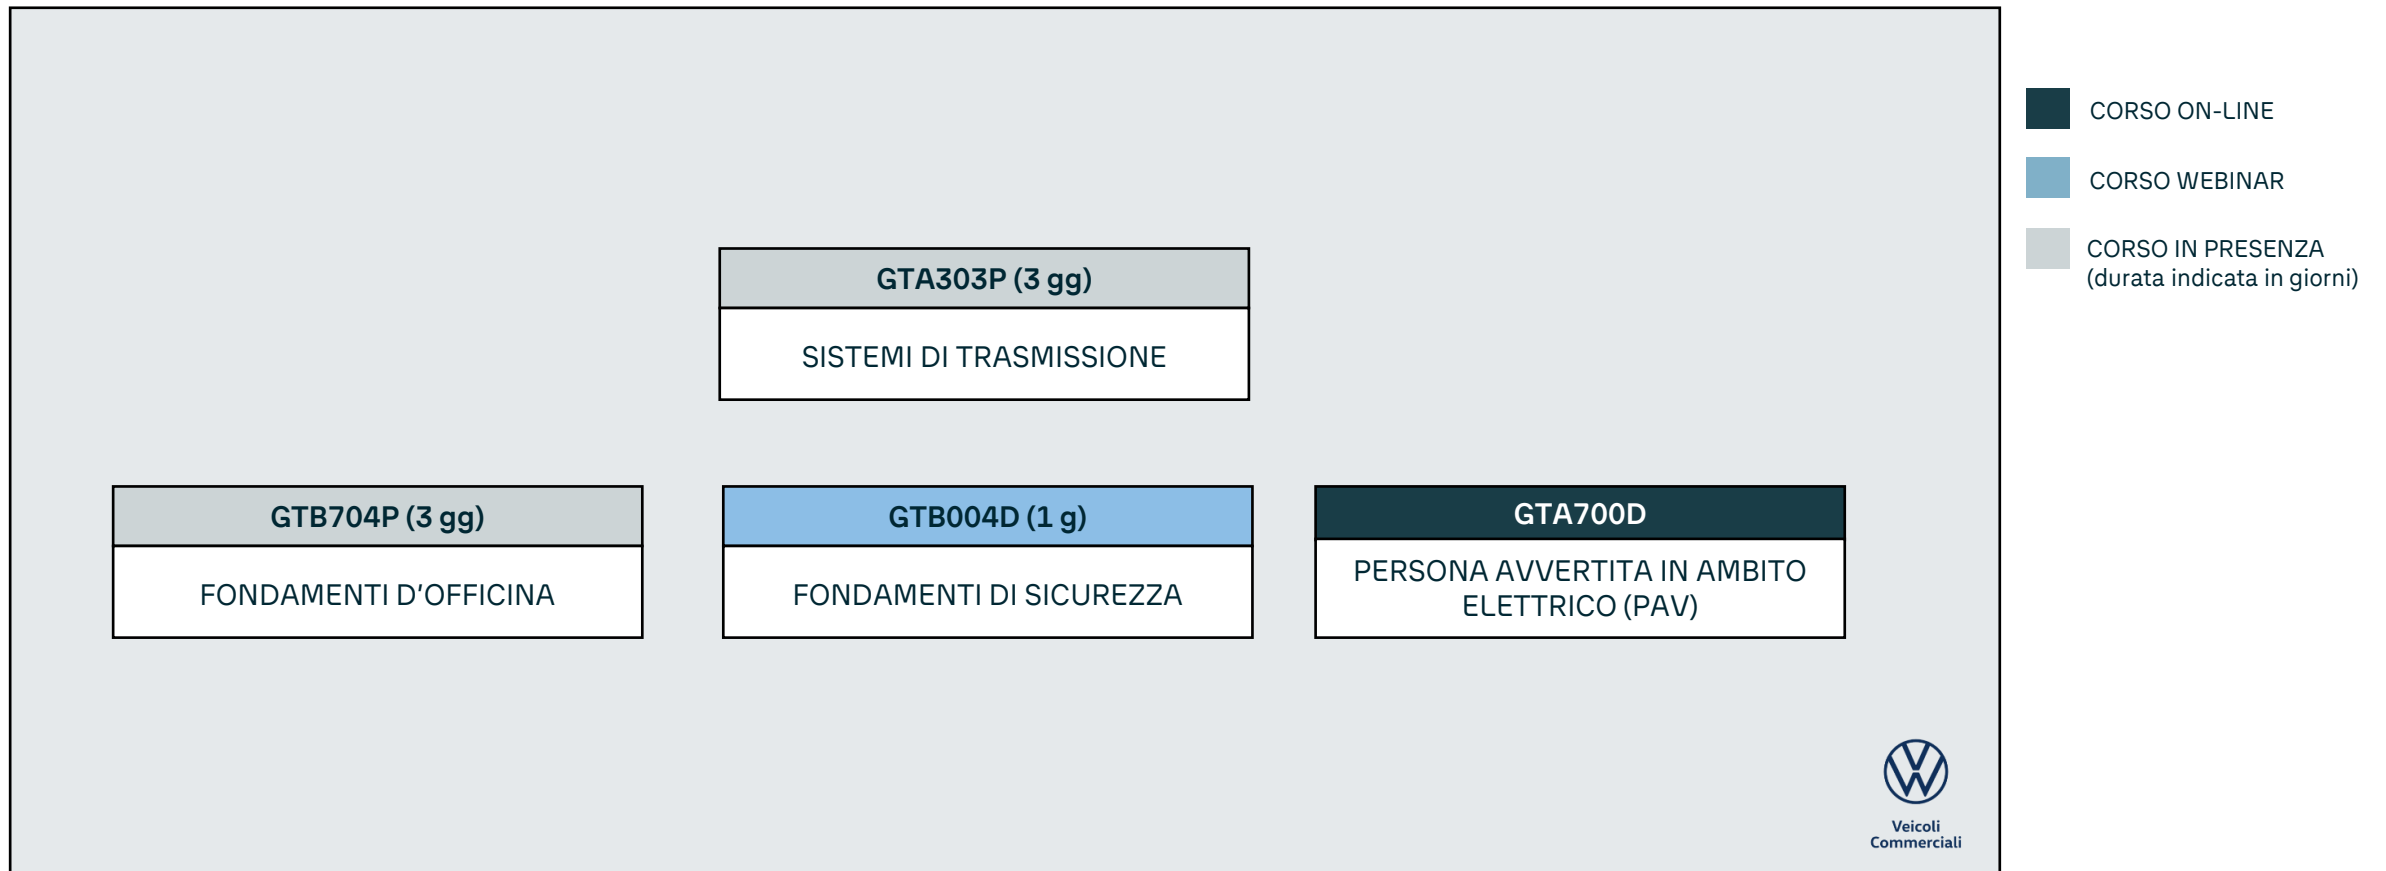 CORSO ON-LINE
CORSO WEBINAR
CORSO IN PRESENZA
(durata indicata in giorni)
GTA303P (3 gg)
SISTEMI DI TRASMISSIONE
GTB704P (3 gg)
FONDAMENTI D’OFFICINA
GTB004D (1 g)
FONDAMENTI DI SICUREZZA
GTA700D
PERSONA AVVERTITA IN AMBITO
ELETTRICO (PAV)
Veicoli
Commerciali